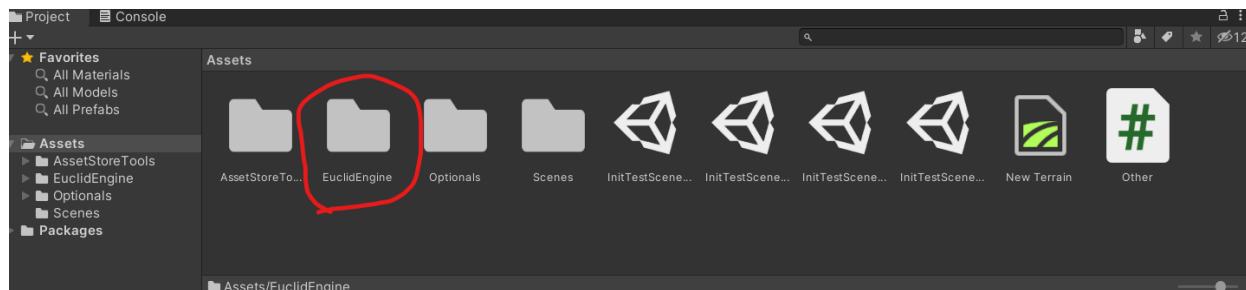 Project Console
12
Favorites
All Materials
All Models
All Prefabs
Assets
AssetStoreTools
EuclidEngine
Optionals
Scenes
Packages
Assets
AssetStoreTo... EuclidEngine Optionals Scenes InitTestScene... InitTestScene... InitTestScene... InitTestScene... New Terrain Other
Assets/EuclidEngine